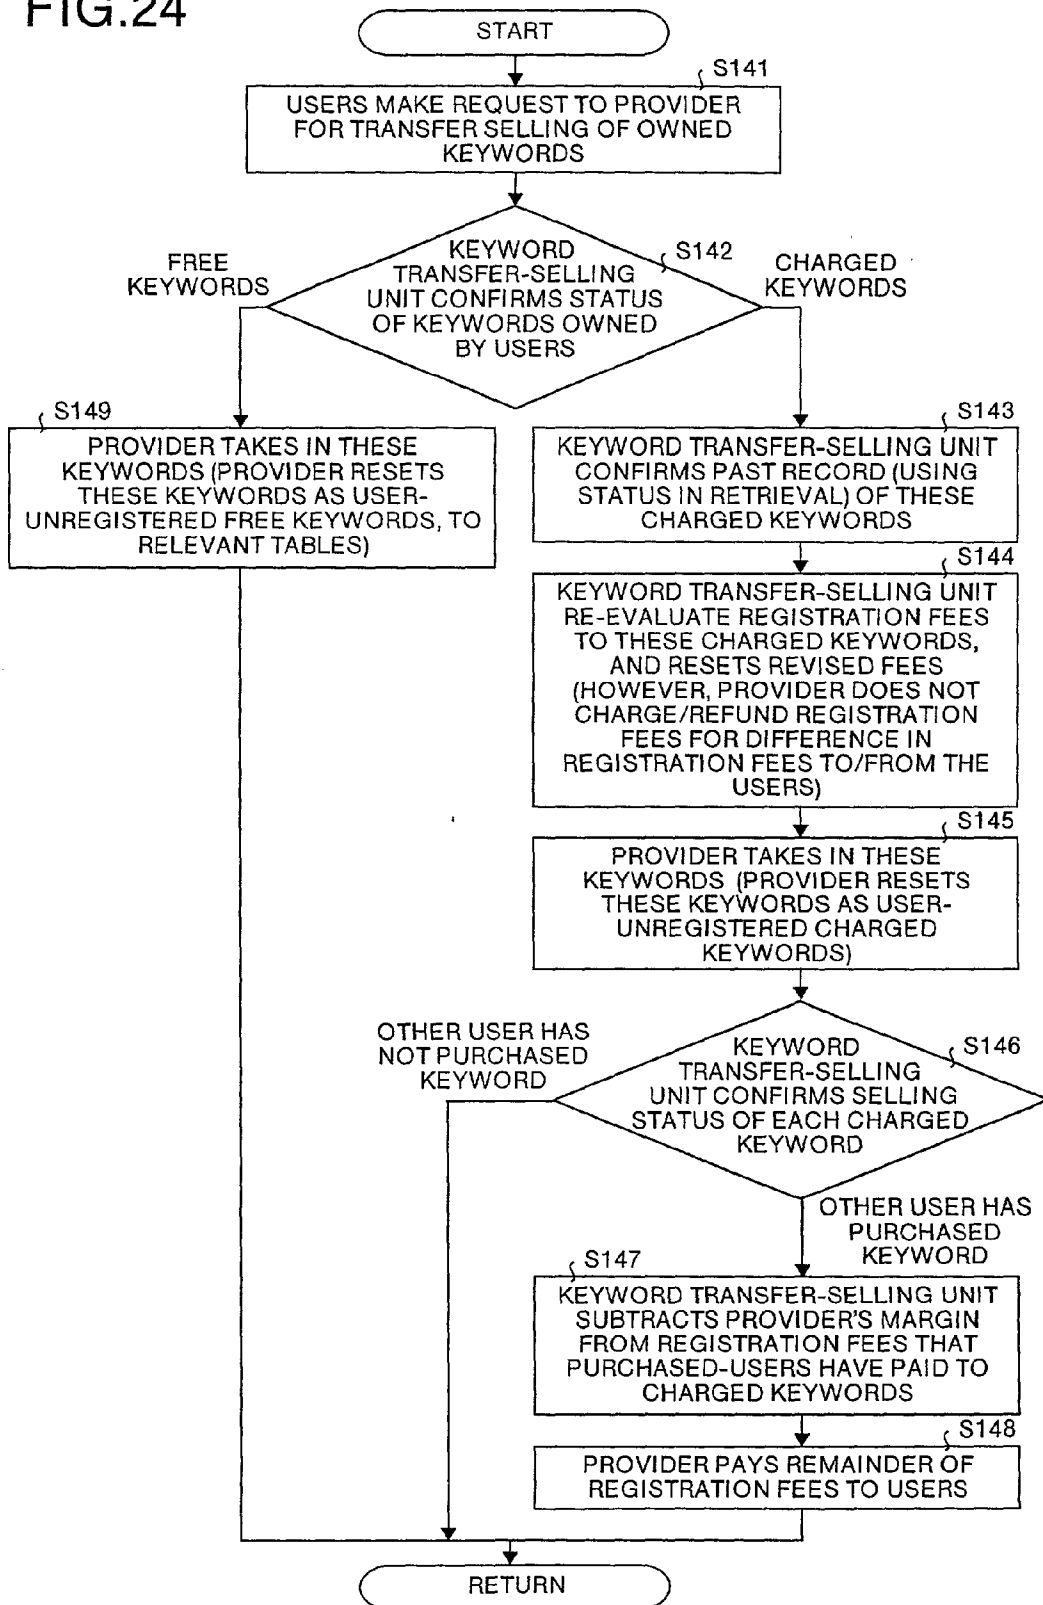 FIG.24
START
S141
USERS MAKE REQUEST TO PROVIDER
FOR TRANSFER SELLING OF OWNED
KEYWORDS
S142
KEYWORD
TRANSFER-SELLING
UNIT CONFIRMS STATUS
OF KEYWORDS OWNED
BY USERS
FREE
KEYWORDS
CHARGED
KEYWORDS
S149
PROVIDER TAKES IN THESE
KEYWORDS (PROVIDER RESETS
THESE KEYWORDS AS USER-
UNREGISTERED FREE KEYWORDS, TO
RELEVANT TABLES)
S143
KEYWORD TRANSFER-SELLING UNIT
CONFIRMS PAST RECORD (USING
STATUS IN RETRIEVAL) OF THESE
CHARGED KEYWORDS
S144
KEYWORD TRANSFER-SELLING UNIT
RE-EVALUATE REGISTRATION FEES
TO THESE CHARGED KEYWORDS,
AND RESETS REVISED FEES
(HOWEVER, PROVIDER DOES NOT
CHARGE/REFUND REGISTRATION
FEES FOR DIFFERENCE IN
REGISTRATION FEES TO/FROM THE
USERS)
S145
PROVIDER TAKES IN THESE
KEYWORDS (PROVIDER RESETS
THESE KEYWORDS AS USER-
UNREGISTERED CHARGED
KEYWORDS)
S146
KEYWORD
TRANSFER-SELLING
UNIT CONFIRMS SELLING
STATUS OF EACH CHARGED
KEYWORD
OTHER USER HAS
NOT PURCHASED
KEYWORD
OTHER USER HAS
PURCHASED
KEYWORD
S147
KEYWORD TRANSFER-SELLING UNIT
SUBTRACTS PROVIDER'S MARGIN
FROM REGISTRATION FEES THAT
PURCHASED-USERS HAVE PAID TO
CHARGED KEYWORDS
S148
PROVIDER PAYS REMAINDER OF
REGISTRATION FEES TO USERS
RETURN